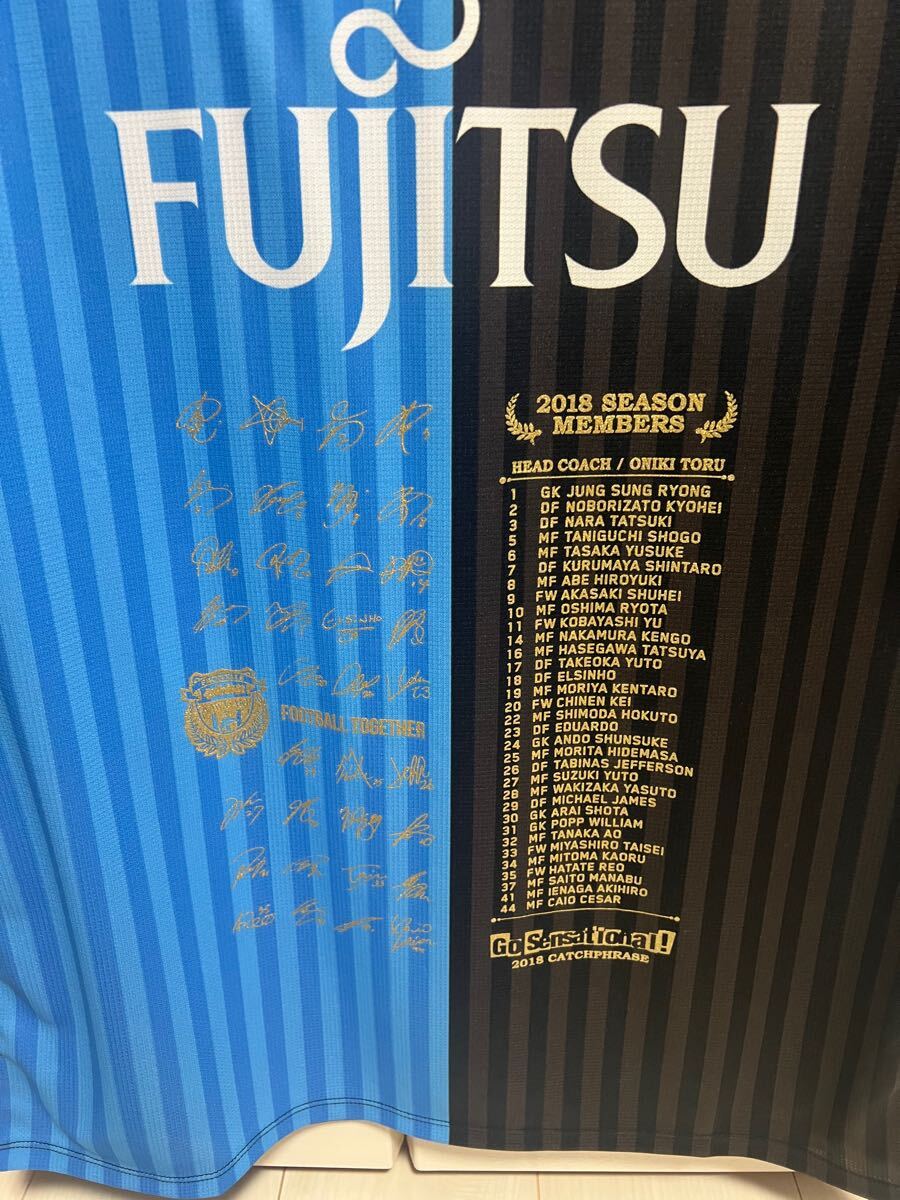 FUJITSU
2018 SEASON
MEMBERS
HEAD COACH / ONIKI TORU
1 GK JUNG SUNG RYONG
2 DF NOBORIZATO KYOHEI
3 DF NARA TATSUKI
5 MF TANIGUCHI SHOGO
6 MF TASAKA YUSUKE
7 DF KURUMAYA SHINTARO
8 MF ABE HIROYUKI
9 FW AKASAKI SHUHEI
10 MF OSHIMA RYOTA
11 FW KOBAYASHI YU
14 MF NAKAMURA KENGO
16 MF HASEGAWA TATSUYA
17 DF TAKEOKA YUTO
18 DF ELSINHO
19 MF MORIYA KENTARO
20 FW CHINEN KEI
22 MF SHIMODA HOKUTO
23 DF EDUARDO
24 GK ANDO SHUNSUKE
25 MF MORITA HIDEMASA
26 DF TABINAS JEFFERSON
27 MF SUZUKI YUTO
28 MF WAKIZAKA YASUTO
29 DF MICHAEL JAMES
30 GK ARAI SHOTA
31 GK POPP WILLIAM
32 MF TANAKA AO
33 FW MIYASHIRO TAISEI
34 MF MITOMA KAORU
35 FW HATATE REO
37 MF SAITO MANABU
41 MF IENAGA AKIHIRO
44 MF CAIO CESAR
Go Sensational!
2018 CATCHPHRASE
FOOTBALL TOGETHER